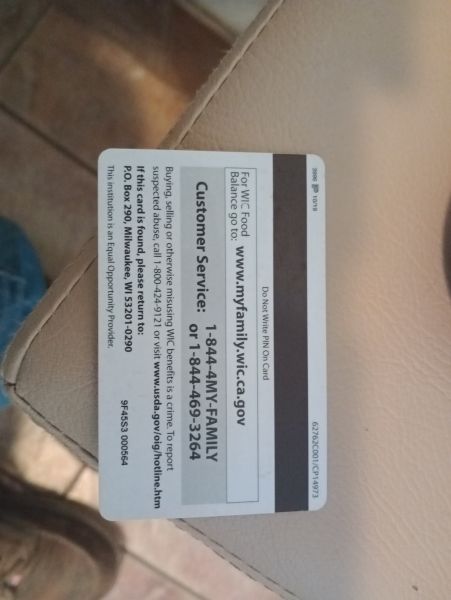 3990 10/19
62762C001/CP14973
Do Not Write PIN On Card
For WIC Food
Balance go to: www.myfamily.wic.ca.gov
Customer Service: 1-844-4MY-FAMILY
or 1-844-469-3264
Buying, selling or otherwise misusing WIC benefits is a crime. To report
suspected abuse, call 1-800-424-9121 or visit www.usda.gov/oig/hotline.htm
If this card is found, please return to:
P.O. Box 290, Milwaukee, WI 53201-0290
9F45S3 000564
This institution is an Equal Opportunity Provider.